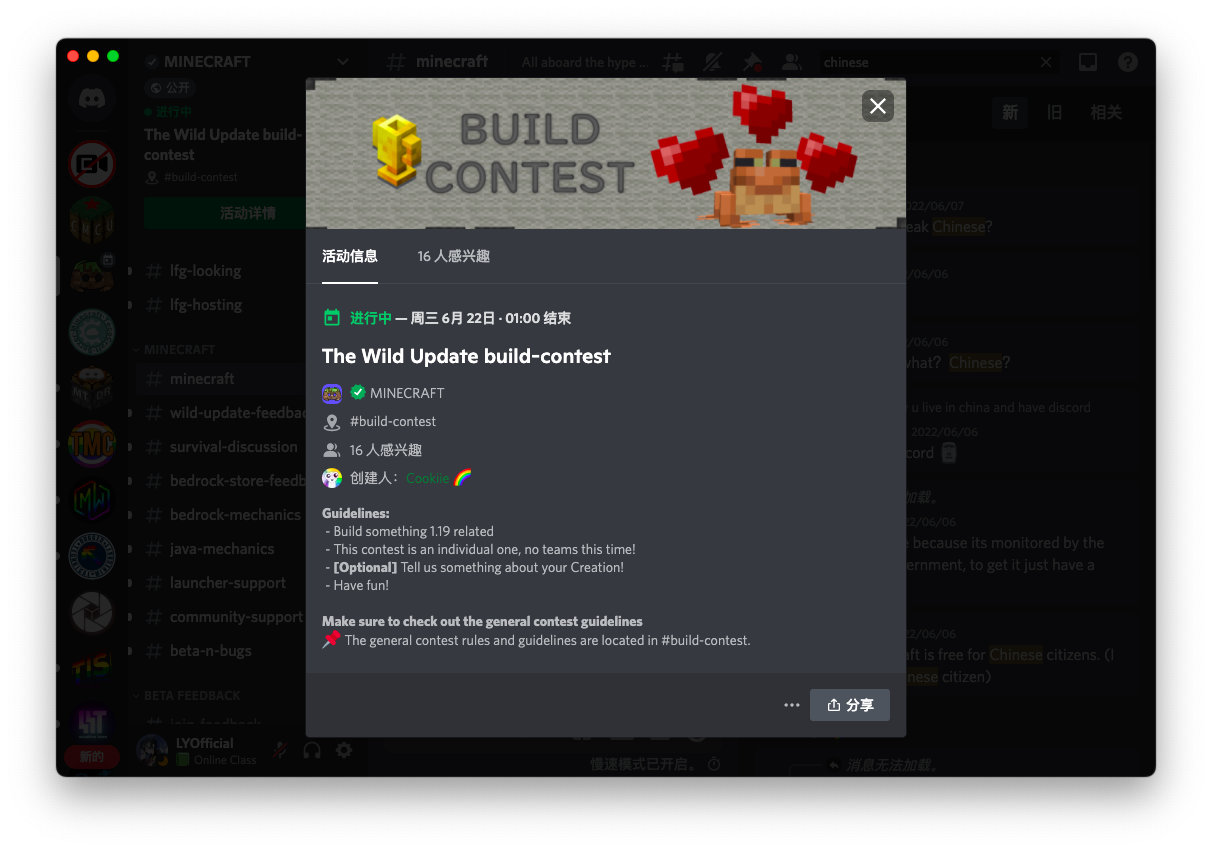 MINECRAFT
公开
进行中
The Wild Update build-
contest
#build-contest
活动详情
lfg-looking
lfg-hosting
MINECRAFT
minecraft
wild-update-feedbac
survival-discussion
bedrock-store-feedb
bedrock-mechanics
java-mechanics
launcher-support
community-support
beta-n-bugs
BETA FEEDBACK
新的
LYOfficial
Online Class
minecraft
All aboard the hype ...
chinese
新
旧
相关
BUILD
CONTEST
活动信息
16 人感兴趣
进行中 — 周三 6月 22日 · 01:00 结束
The Wild Update build-contest
MINECRAFT
#build-contest
16 人感兴趣
创建人： Cookiie 🌈
Guidelines:
- Build something 1.19 related
- This contest is an individual one, no teams this time!
- [Optional] Tell us something about your Creation!
- Have fun!
Make sure to check out the general contest guidelines
📌 The general contest rules and guidelines are located in #build-contest.
分享
022/06/07
eak Chinese?
/06/06
/06/06
what? Chinese?
u live in china and have discord
2022/06/06
cord
加载。
2/06/06
e because its monitored by the
ernment, to get it just have a
/06/06
aft is free for Chinese citizens. (I
nese citizen)
慢速模式已开启。
消息无法加载。